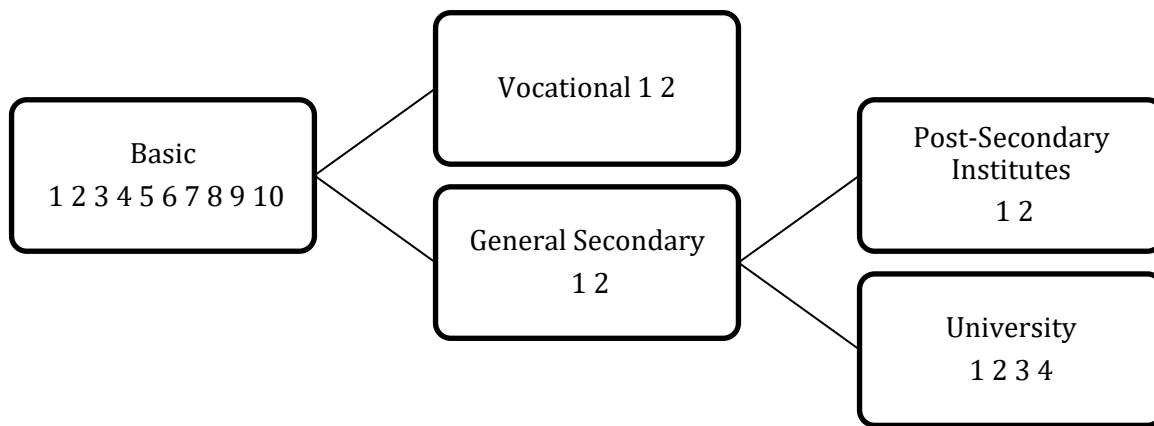 Basic
1 2 3 4 5 6 7 8 9 10
Vocational 1 2
General Secondary
1 2
Post-Secondary
Institutes
1 2
University
1 2 3 4